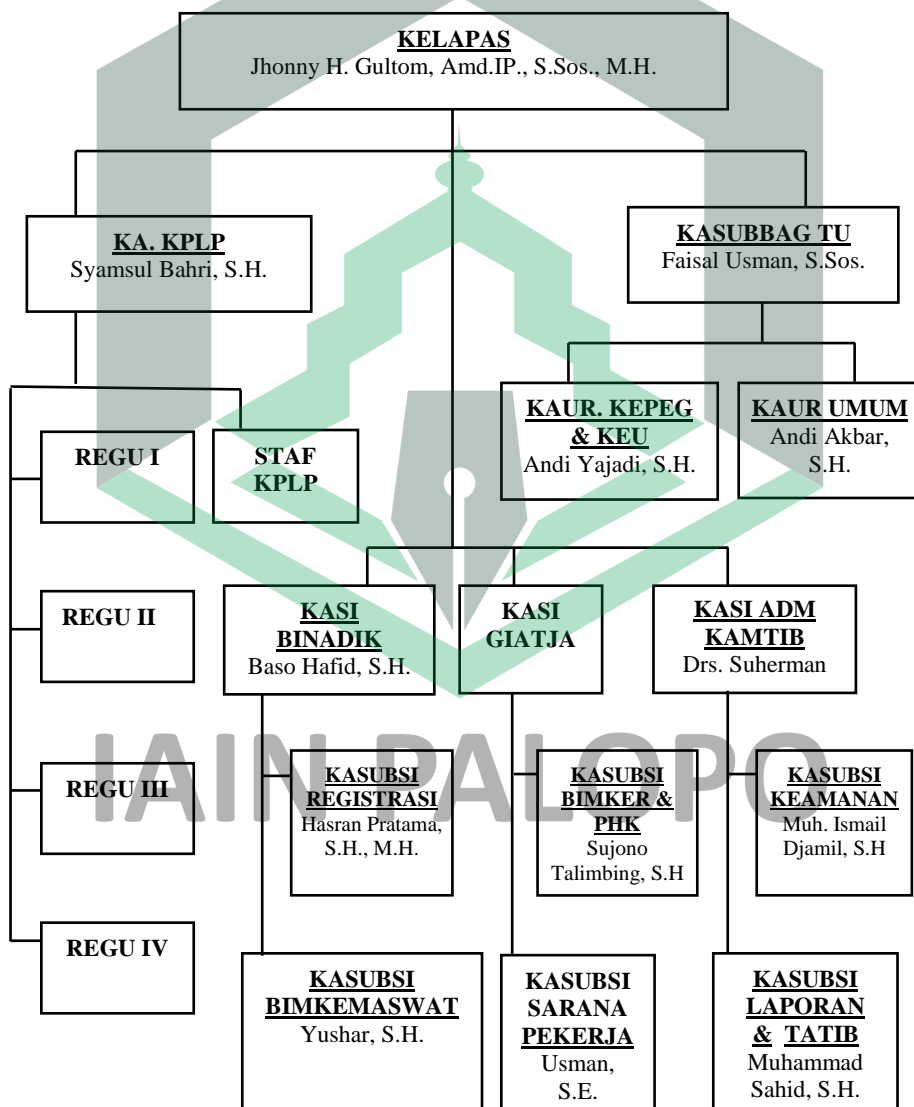 KELAPAS
Jhonny H. Gultom, Amd.IP., S.Sos., M.H.
KA. KPLP
Syamsul Bahri, S.H.
KASUBBAG TU
Faisal Usman, S.Sos.
KAUR. KEPEG
& KEU
Andi Yajadi, S.H.
KAUR UMUM
Andi Akbar,
S.H.
REGU I
STAF
KPLP
REGU II
KASI
BINADIK
Baso Hafid, S.H.
KASI
GIATJA
KASI ADM
KAMTIB
Drs. Suherman
IAIN PALOPO
REGU III
KASUBSI
REGISTRASI
Hasran Pratama,
S.H., M.H.
KASUBSI
BIMKER &
PHK
Sujono
Talimbing, S.H
KASUBSI
KEAMANAN
Muh. Ismail
Djamil, S.H
REGU IV
KASUBSI
BIMKEMASWAT
Yushar, S.H.
KASUBSI
SARANA
PEKERJA
Usman,
S.E.
KASUBSI
LAPORAN
& TATIB
Muhammad
Sahid, S.H.